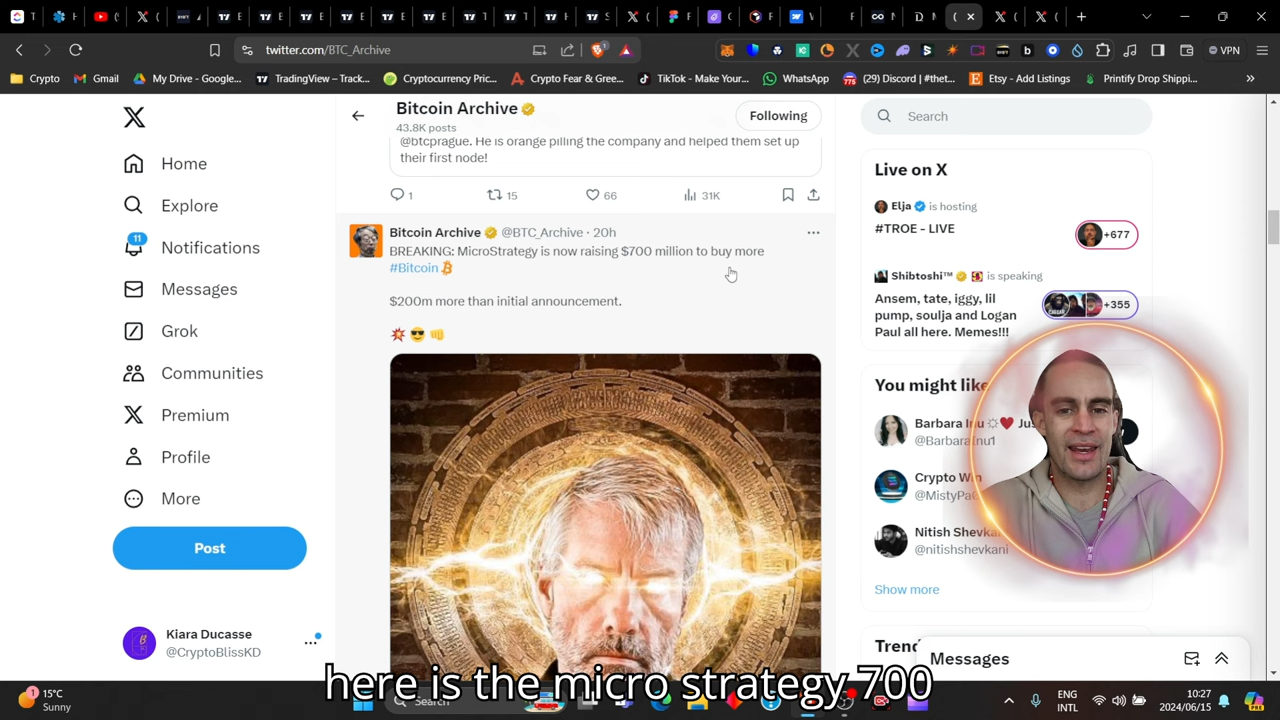 twitter.com/BTC_Archive
VPN
Crypto
Gmail
My Drive - Google...
TradingView – Track...
Cryptocurrency Pric...
Crypto Fear & Gree...
TikTok - Make Your...
WhatsApp
(29) Discord | #thet...
Etsy - Add Listings
Printify Drop Shippi...
Home
Explore
11
Notifications
Messages
Grok
Communities
Premium
Profile
More
Post
Kiara Ducasse
@CryptoBlissKD
Bitcoin Archive
43.8K posts
Following
@btcprague. He is orange pilling the company and helped them set up
their first node!
1
15
66
31K
Bitcoin Archive @BTC_Archive · 20h
BREAKING: MicroStrategy is now raising $700 million to buy more
#Bitcoin
$200m more than initial announcement.
Search
Live on X
Elja is hosting
#TROE - LIVE
+677
Shibtoshi™ is speaking
Ansem, tate, iggy, lil
pump, soulja and Logan
Paul all here. Memes!!!
+355
You might like
Barbara Inu
@BarbaraInu1
Crypto Win
@MistyPa
Nitish Shevka
@nitishshevkani
Show more
Trend
Messages
here is the micro strategy 700
1
15°C
Sunny
Search
ENG
INTL
10:27
2024/06/15